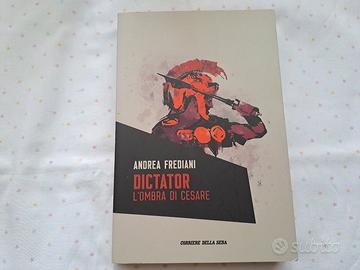 ANDREA FREDIANI
DICTATOR
L'OMBRA DI CESARE
CORRIERE DELLA SERA
subito